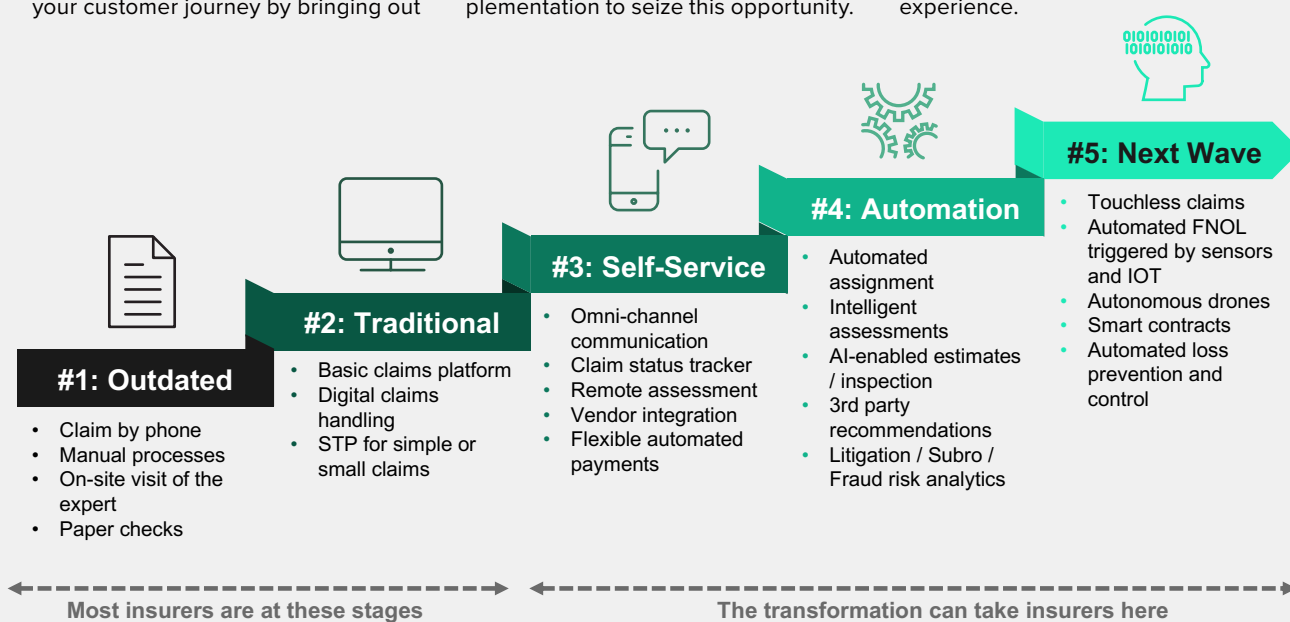 your customer journey by bringing out
plementation to seize this opportunity.
experience.
010101010I
I010101010
#1: Outdated
• Claim by phone
• Manual processes
• On-site visit of the
expert
• Paper checks
#2: Traditional
• Basic claims platform
• Digital claims
handling
• STP for simple or
small claims
#3: Self-Service
• Omni-channel
communication
• Claim status tracker
• Remote assessment
• Vendor integration
• Flexible automated
payments
#4: Automation
• Automated
assignment
• Intelligent
assessments
• AI-enabled estimates
/ inspection
• 3rd party
recommendations
• Litigation / Subro /
Fraud risk analytics
#5: Next Wave
• Touchless claims
• Automated FNOL
triggered by sensors
and IOT
• Autonomous drones
• Smart contracts
• Automated loss
prevention and
control
Most insurers are at these stages
The transformation can take insurers here